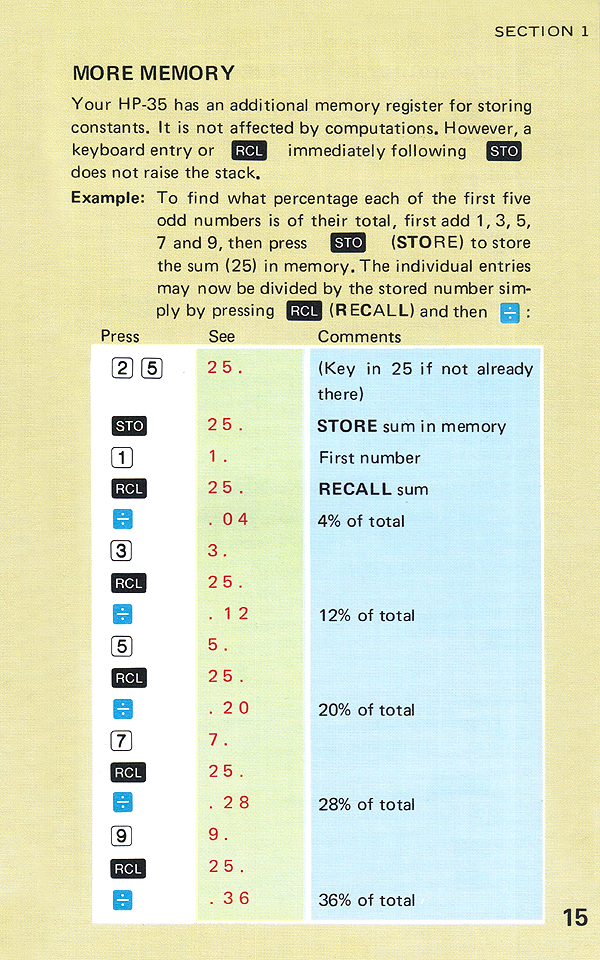 SECTION 1
MORE MEMORY
Your HP-35 has an additional memory register for storing
constants. It is not affected by computations. However, a
keyboard entry or RCL immediately following STO
does not raise the stack.
Example: To find what percentage each of the first five
odd numbers is of their total, first add 1, 3, 5,
7 and 9, then press STO (STORE) to store
the sum (25) in memory. The individual entries
may now be divided by the stored number sim-
ply by pressing RCL (RECALL) and then ÷ :
Press See Comments
2 5 25. (Key in 25 if not already
there)
STO 25. STORE sum in memory
1 1. First number
RCL 25. RECALL sum
÷ .04 4% of total
3 3.
RCL 25.
÷ .12 12% of total
5 5.
RCL 25.
÷ .20 20% of total
7 7.
RCL 25.
÷ .28 28% of total
9 9.
RCL 25.
÷ .36 36% of total
15